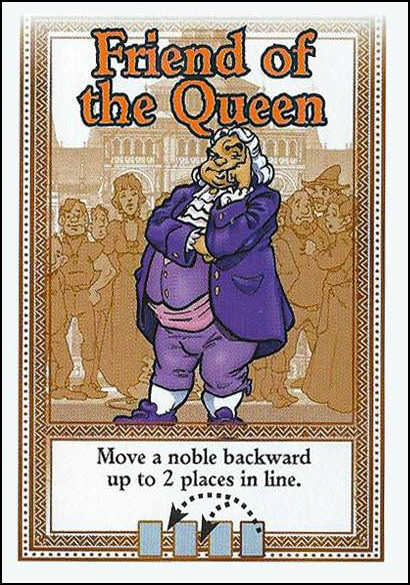 Friend of
the Queen
Move a noble backward
up to 2 places in line.